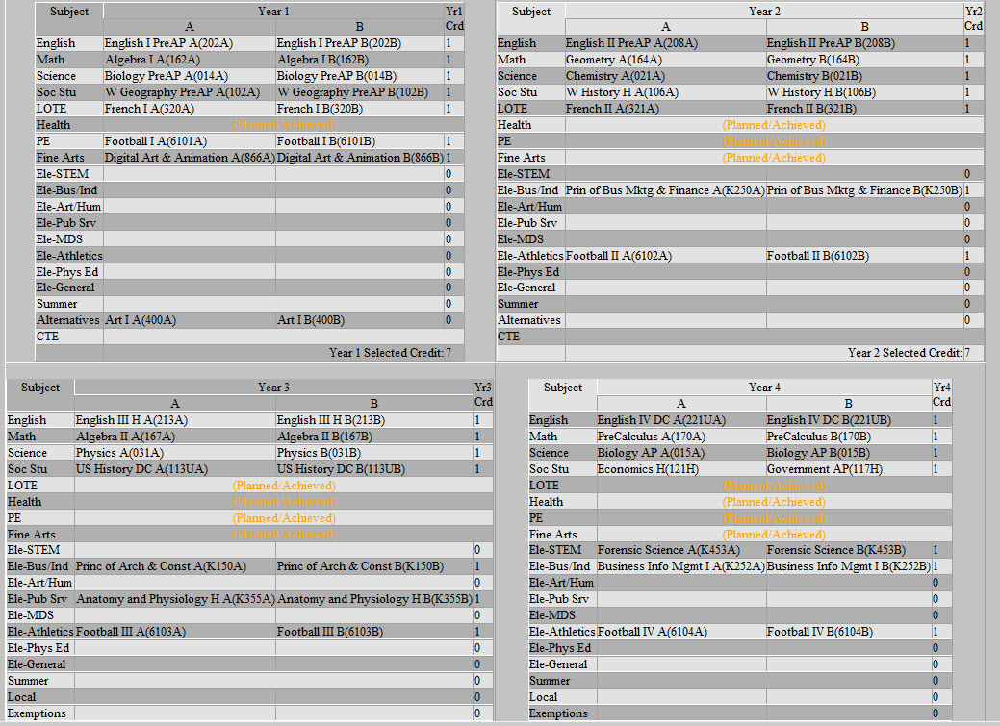 Subject Year 1 Yr1
A B Crd
English English I PreAP A(202A) English I PreAP B(202B) 1
Math Algebra I A(162A) Algebra I B(162B) 1
Science Biology PreAP A(014A) Biology PreAP B(014B) 1
Soc Stu W Geography PreAP A(102A) W Geography PreAP B(102B) 1
LOTE French I A(320A) French I B(320B) 1
Health (Planned/Achieved)
PE Football I A(6101A) Football I B(6101B) 1
Fine Arts Digital Art & Animation A(866A) Digital Art & Animation B(866B) 1
Ele-STEM 0
Ele-Bus/Ind 0
Ele-Art/Hum 0
Ele-Pub Srv 0
Ele-MDS 0
Ele-Athletics 0
Ele-Phys Ed 0
Ele-General 0
Summer 0
Alternatives Art I A(400A) Art I B(400B) 0
CTE
Year 1 Selected Credit: 7
Subject Year 2 Yr2
A B Crd
English English II PreAP A(208A) English II PreAP B(208B) 1
Math Geometry A(164A) Geometry B(164B) 1
Science Chemistry A(021A) Chemistry B(021B) 1
Soc Stu W History H A(106A) W History H B(106B) 1
LOTE French II A(321A) French II B(321B) 1
Health (Planned/Achieved)
PE (Planned/Achieved)
Fine Arts (Planned/Achieved)
Ele-STEM 0
Ele-Bus/Ind Prin of Bus Mktg & Finance A(K250A) Prin of Bus Mktg & Finance B(K250B) 1
Ele-Art/Hum 0
Ele-Pub Srv 0
Ele-MDS 0
Ele-Athletics Football II A(6102A) Football II B(6102B) 1
Ele-Phys Ed 0
Ele-General 0
Summer 0
Alternatives 0
CTE
Year 2 Selected Credit: 7
Subject Year 3 Yr3
A B Crd
English English III H A(213A) English III H B(213B) 1
Math Algebra II A(167A) Algebra II B(167B) 1
Science Physics A(031A) Physics B(031B) 1
Soc Stu US History DC A(113UA) US History DC B(113UB) 1
LOTE (Planned/Achieved)
Health (Planned/Achieved)
PE (Planned/Achieved)
Fine Arts (Planned/Achieved)
Ele-STEM 0
Ele-Bus/Ind Princ of Arch & Const A(K150A) Princ of Arch & Const B(K150B) 1
Ele-Art/Hum 0
Ele-Pub Srv Anatomy and Physiology H A(K355A) Anatomy and Physiology H B(K355B) 1
Ele-MDS 0
Ele-Athletics Football III A(6103A) Football III B(6103B) 1
Ele-Phys Ed 0
Ele-General 0
Summer 0
Local 0
Exemptions 0
Subject Year 4 Yr4
A B Crd
English English IV DC A(221UA) English IV DC B(221UB) 1
Math PreCalculus A(170A) PreCalculus B(170B) 1
Science Biology AP A(015A) Biology AP B(015B) 1
Soc Stu Economics H(121H) Government AP(117H) 1
LOTE (Planned/Achieved)
Health (Planned/Achieved)
PE (Planned/Achieved)
Fine Arts (Planned/Achieved)
Ele-STEM Forensic Science A(K453A) Forensic Science B(K453B) 1
Ele-Bus/Ind Business Info Mgmt I A(K252A) Business Info Mgmt I B(K252B) 1
Ele-Art/Hum 0
Ele-Pub Srv 0
Ele-MDS 0
Ele-Athletics Football IV A(6104A) Football IV B(6104B) 1
Ele-Phys Ed 0
Ele-General 0
Summer 0
Local 0
Exemptions 0